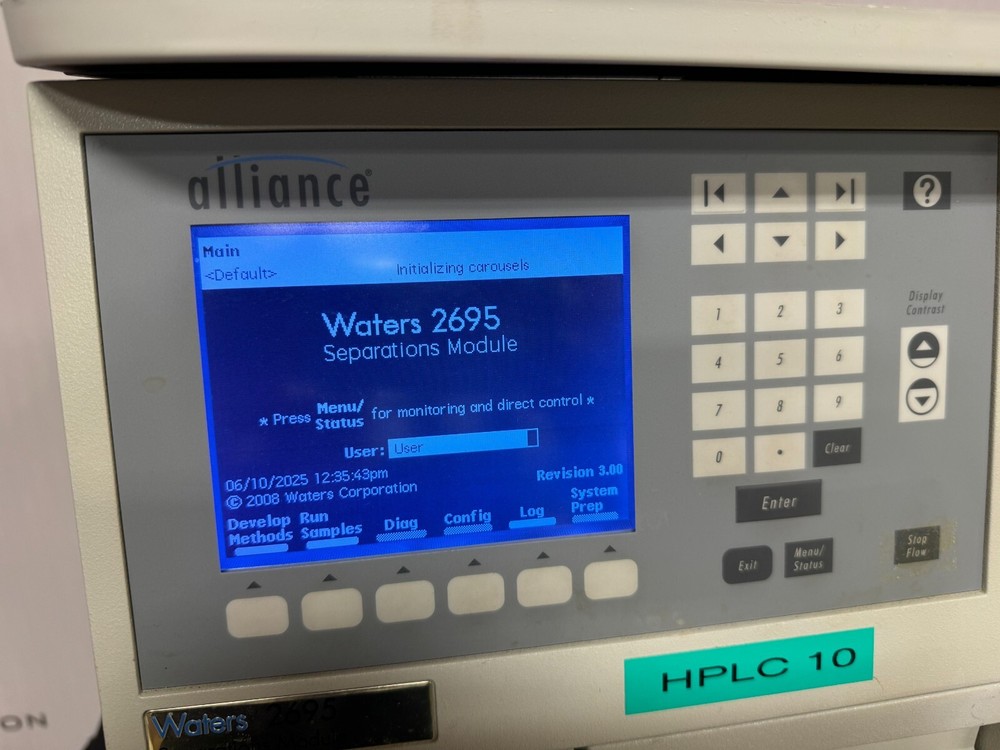 alliance®
Main
<Default> Initializing carousels
Waters 2695
Separations Module
* Press Menu/Status for monitoring and direct control *
User: User
06/10/2025 12:35:43pm
Revision 3.00
© 2008 Waters Corporation
Develop Methods
Run Samples
Diag
Config
Log
System Prep
?
Display
Contrast
1 2 3
4 5 6
7 8 9
0 • Clear
Enter
Exit
Menu/
Status
Stop
Flow
HPLC 10
Waters 2695
ON